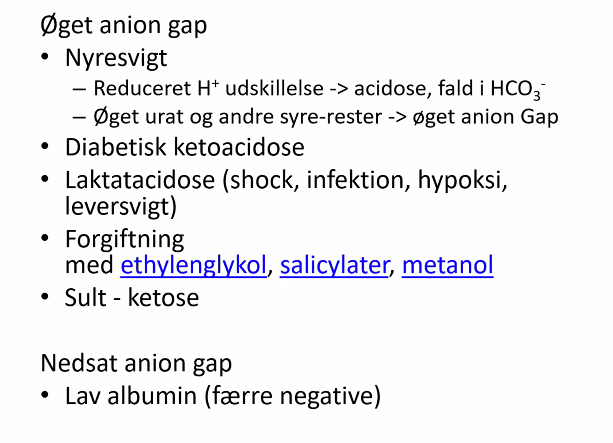 Øget anion gap
• Nyresvigt
– Reduceret H⁺ udskillelse -> acidose, fald i HCO₃⁻
– Øget urat og andre syre-rester -> øget anion Gap
• Diabetisk ketoacidose
• Laktatacidose (shock, infektion, hypoksi,
leversvigt)
• Forgiftning
med ethylenglykol, salicylater, metanol
• Sult - ketose
Nedsat anion gap
• Lav albumin (færre negative)